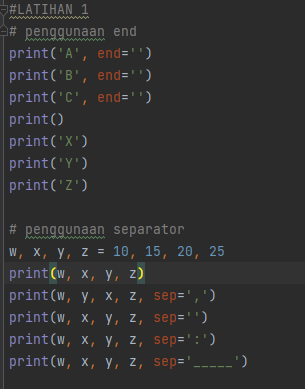 #LATIHAN 1
# penggunaan end
print('A', end='')
print('B', end='')
print('C', end='')
print()
print('X')
print('Y')
print('Z')
# penggunaan separator
w, x, y, z = 10, 15, 20, 25
print(w, x, y, z)
print(w, y, x, z, sep=',')
print(w, x, y, z, sep='')
print(w, x, y, z, sep=':')
print(w, x, y, z, sep='_____')